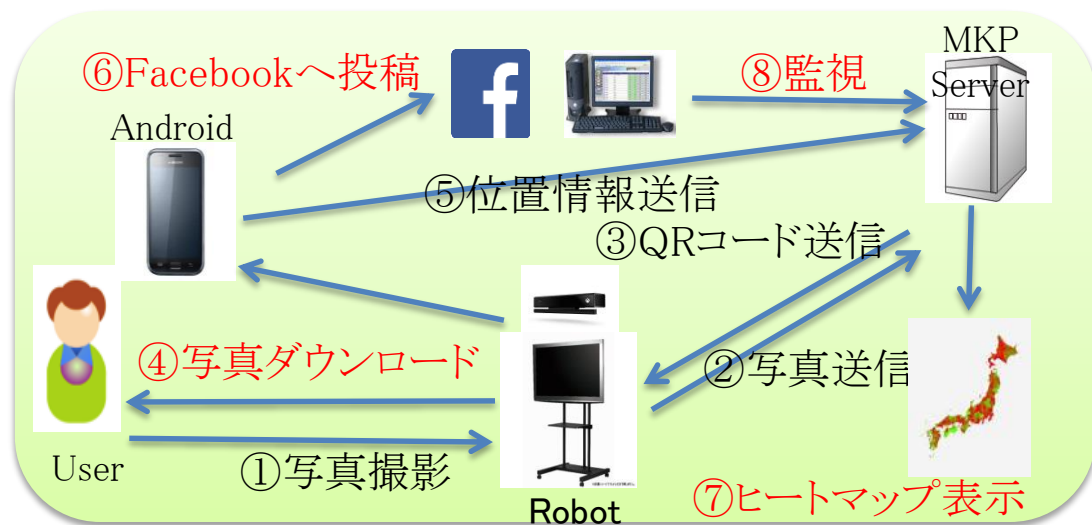 MKP
Server
⑥Facebookへ投稿
⑧監視
Android
⑤位置情報送信
③QRコード送信
④写真ダウンロード
②写真送信
User
①写真撮影
⑦ヒートマップ表示
Robot